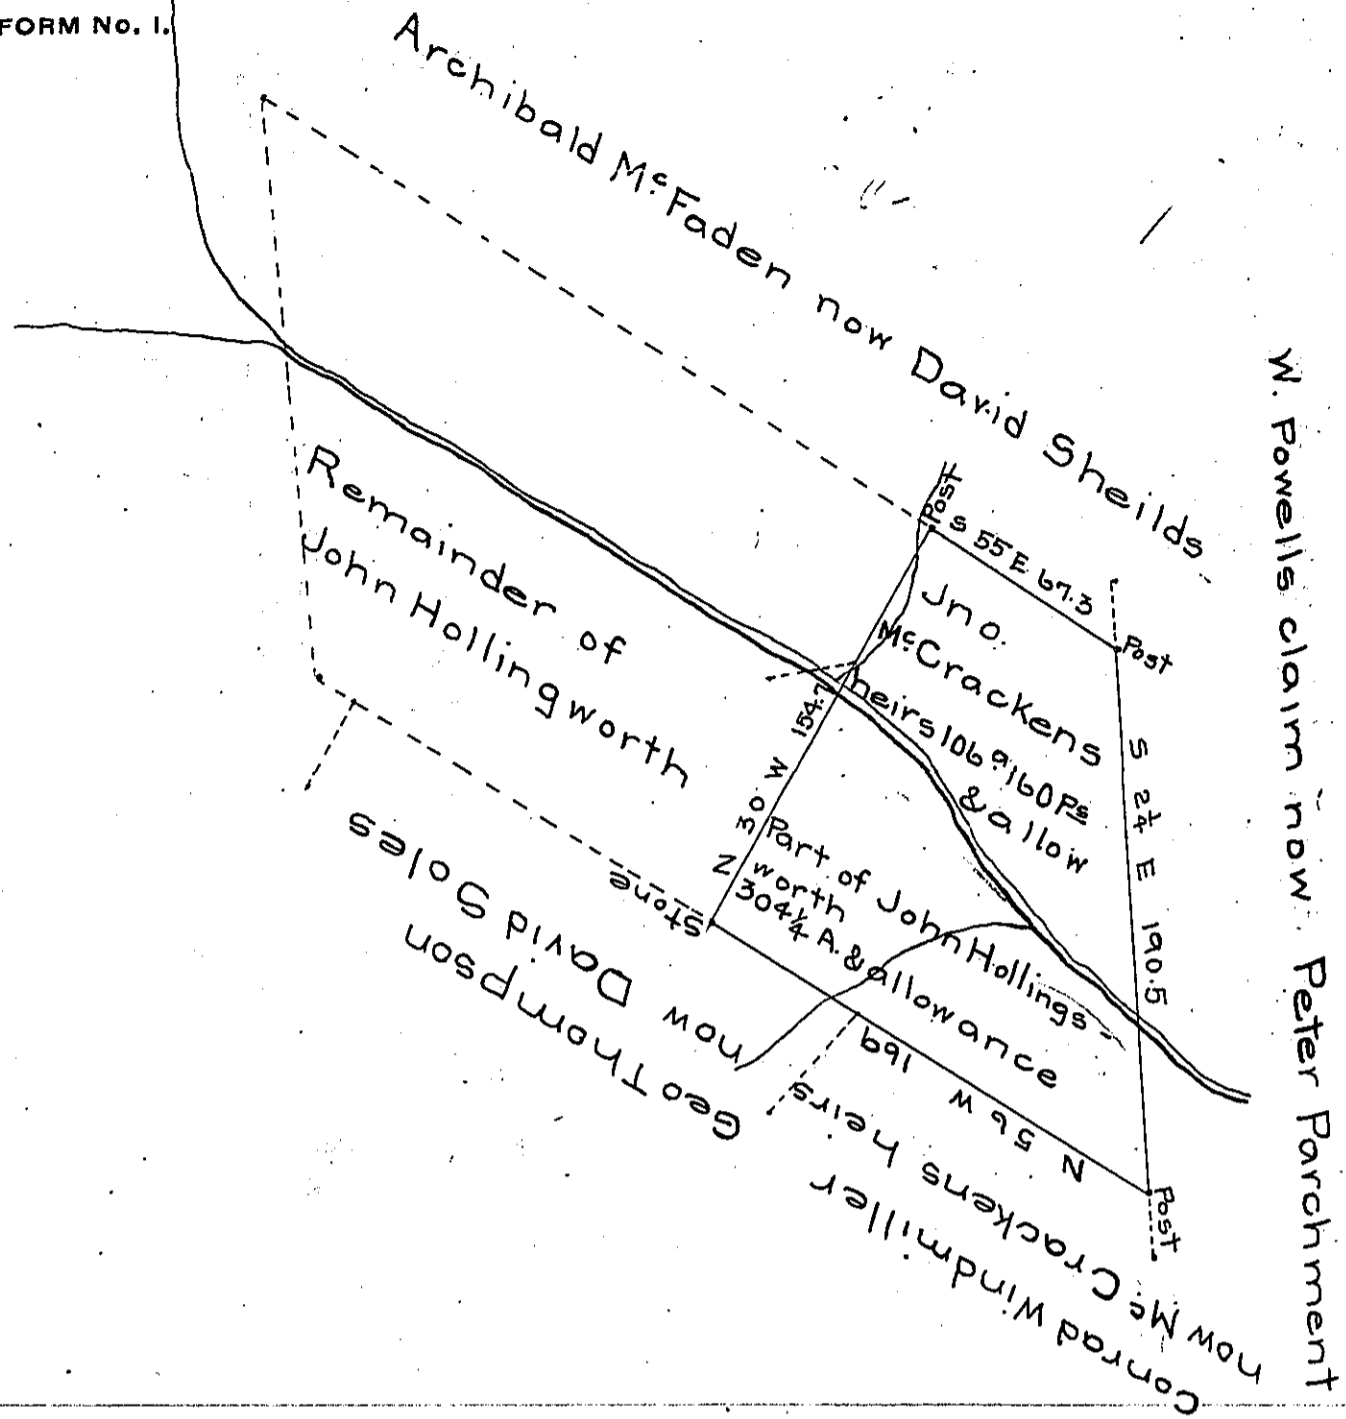 FORM No. 1.
Archibald McFaden now David Sheilds
W. Powells claim now Peter Parchment
Post
S 55 E 67.3
Post
S 2¼ E 190.5
Post
N 56 W 169
Stone
N 30 W 154.7
Jno.
McCrackens
heirs 106 a. 160 Ps
& allow
Part of John Hollings-
worth
304¼ A. & allowance
Remainder of
John Hollingworth
Geo Thompson
now David Soles
Conrad Windmiller
now McCrackens heirs